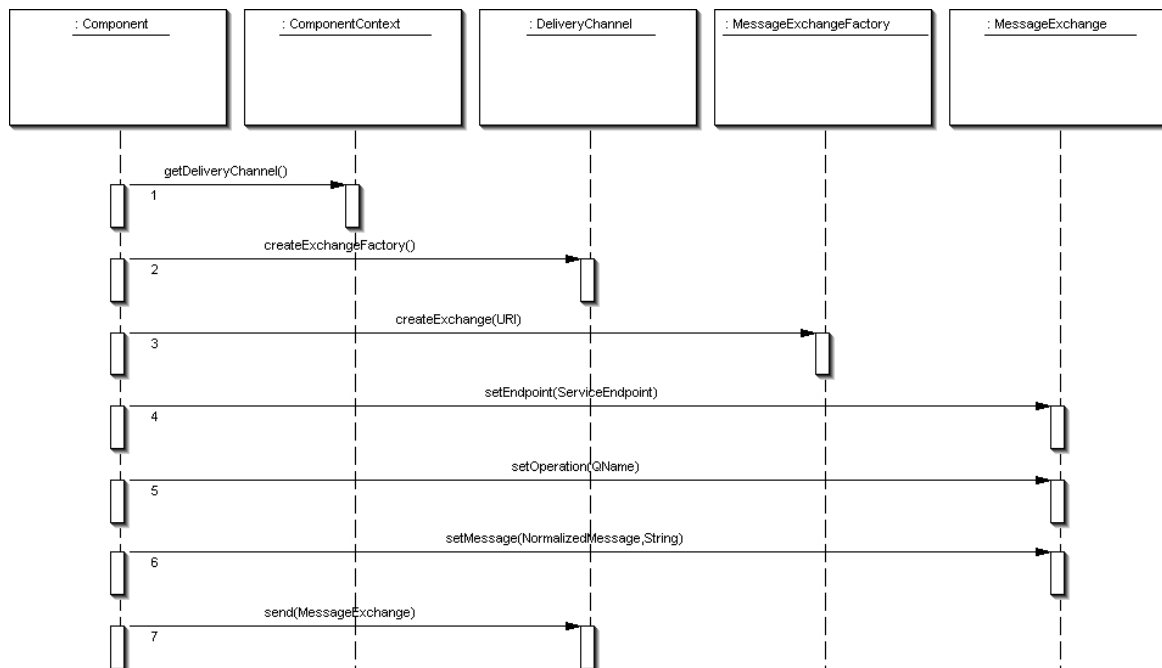 : Component
: ComponentContext
: DeliveryChannel
: MessageExchangeFactory
: MessageExchange
getDeliveryChannel()
1
createExchangeFactory()
2
createExchange(URI)
3
setEndpoint(ServiceEndpoint)
4
setOperation(QName)
5
setMessage(NormalizedMessage,String)
6
send(MessageExchange)
7